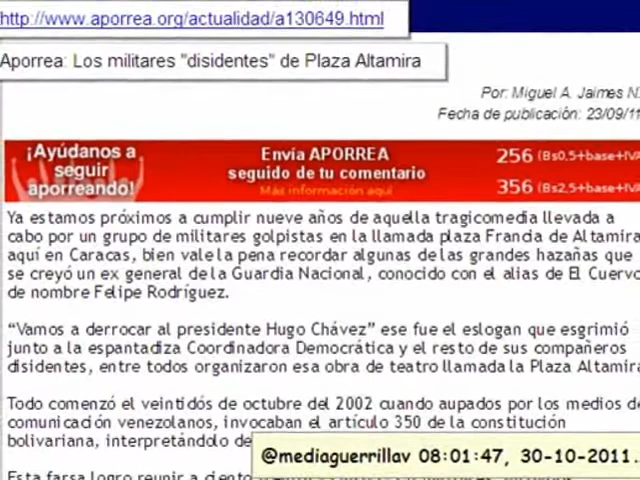 http://www.aporrea.org/actualidad/a130649.html
Aporrea: Los militares "disidentes" de Plaza Altamira
Por: Miguel A. Jaimes N.
Fecha de publicación: 23/09/11
¡Ayúdanos a
seguir
aporreando!
Envía APORREA
seguido de tu comentario
Más información aquí
256 (Bs0,5+base+IVA
356 (Bs2,5+base+IVA
Ya estamos próximos a cumplir nueve años de aquella tragicomedia llevada a
cabo por un grupo de militares golpistas en la llamada plaza Francia de Altamira
aquí en Caracas, bien vale la pena recordar algunas de las grandes hazañas que
se creyó un ex general de la Guardia Nacional, conocido con el alias de El Cuervo
de nombre Felipe Rodríguez.
“Vamos a derrocar al presidente Hugo Chávez” ese fue el eslogan que esgrimió
junto a la espantadiza Coordinadora Democrática y el resto de sus compañeros
disidentes, entre todos organizaron esa obra de teatro llamada la Plaza Altamira
Todo comenzó el veintidós de octubre del 2002 cuando aupados por los medios de
comunicación venezolanos, invocaban el artículo 350 de la constitución
bolivariana, interpretándolo de
@mediaguerrillav 08:01:47, 30-10-2011.
Esta farsa logro reunir a ciento